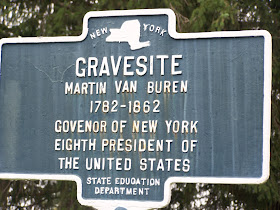 NEW YORK
GRAVESITE
MARTIN VAN BUREN
1782-1862
GOVENOR OF NEW YORK
EIGHTH PRESIDENT OF
THE UNITED STATES
STATE EDUCATION
DEPARTMENT